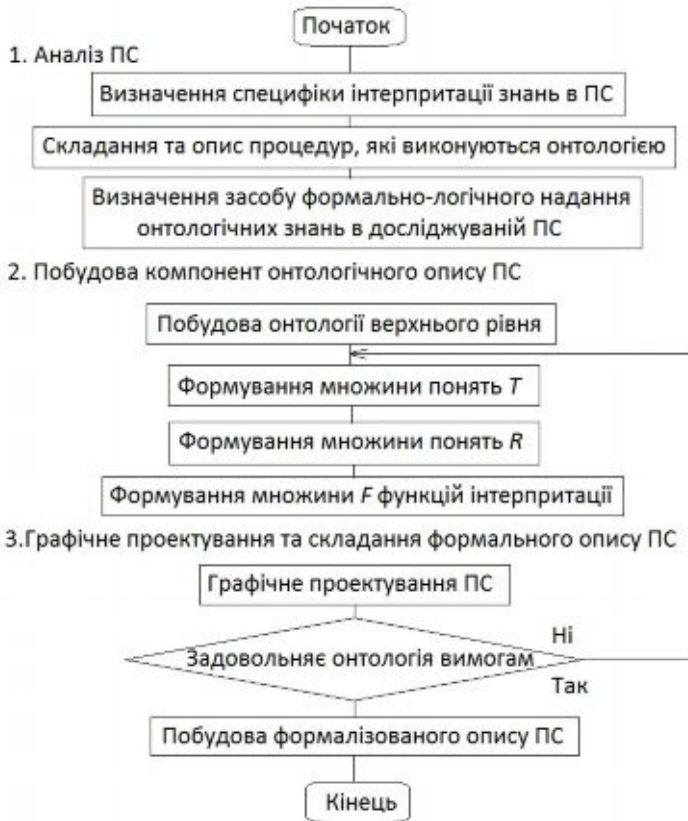 Початок
1. Аналіз ПС
Визначення специфіки інтерпритації знань в ПС
Складання та опис процедур, які виконуються онтологією
Визначення засобу формально-логічного надання
онтологічних знань в досліджуваній ПС
2. Побудова компонент онтологічного опису ПС
Побудова онтології верхнього рівня
Формування множини понять T
Формування множини понять R
Формування множини F функцій інтерпритації
3.Графічне проектування та складання формального опису ПС
Графічне проектування ПС
Ні
Задовольняє онтологія вимогам
Так
Побудова формалізованого опису ПС
Кінець